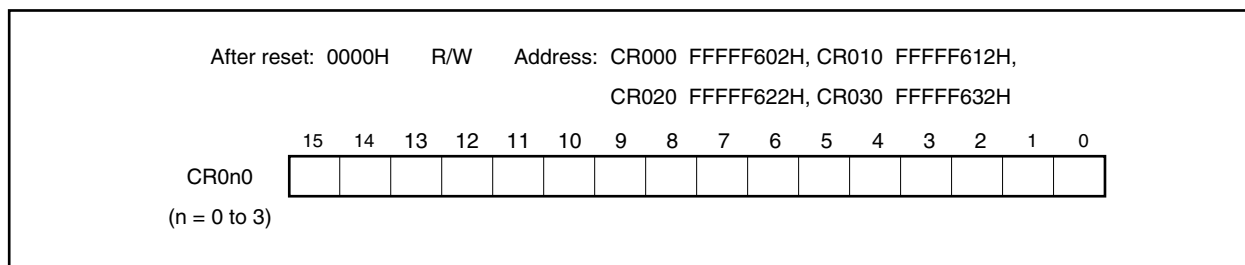 After reset: 0000H R/W Address: CR000 FFFFF602H, CR010 FFFFF612H,
CR020 FFFFF622H, CR030 FFFFF632H
15 14 13 12 11 10 9 8 7 6 5 4 3 2 1 0
CR0n0
(n = 0 to 3)